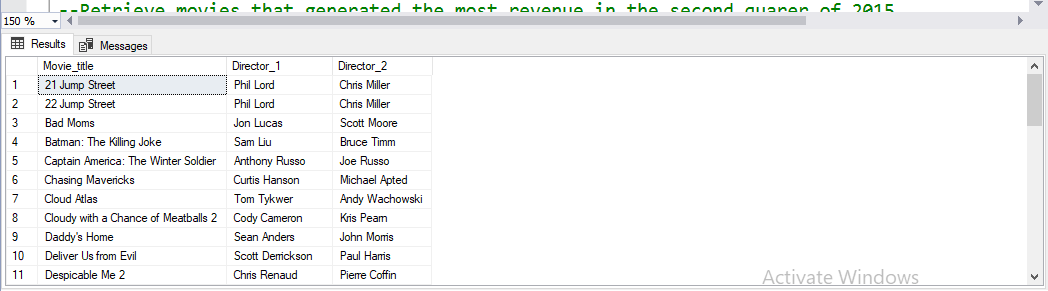 --Retrieve movies that generated the most revenue in the second quarer of 2015
150 %
Results Messages
Movie_title Director_1 Director_2
1 21 Jump Street Phil Lord Chris Miller
2 22 Jump Street Phil Lord Chris Miller
3 Bad Moms Jon Lucas Scott Moore
4 Batman: The Killing Joke Sam Liu Bruce Timm
5 Captain America: The Winter Soldier Anthony Russo Joe Russo
6 Chasing Mavericks Curtis Hanson Michael Apted
7 Cloud Atlas Tom Tykwer Andy Wachowski
8 Cloudy with a Chance of Meatballs 2 Cody Cameron Kris Pearn
9 Daddy's Home Sean Anders John Morris
10 Deliver Us from Evil Scott Derrickson Paul Harris
11 Despicable Me 2 Chris Renaud Pierre Coffin
Activate Windows